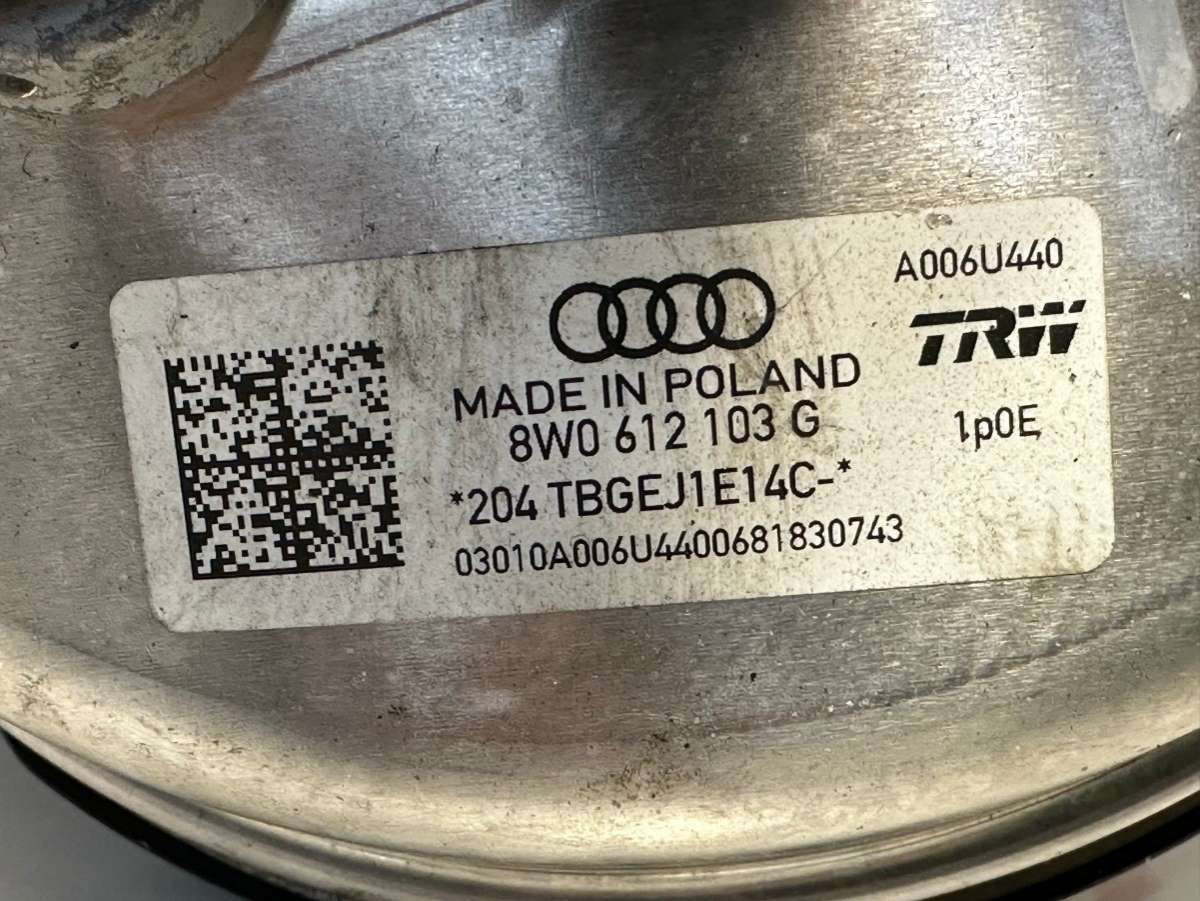 A006U440
TRW
MADE IN POLAND
8W0 612 103 G
1p0E
*204 TBGEJ1E14C-*
03010A006U4400681830743